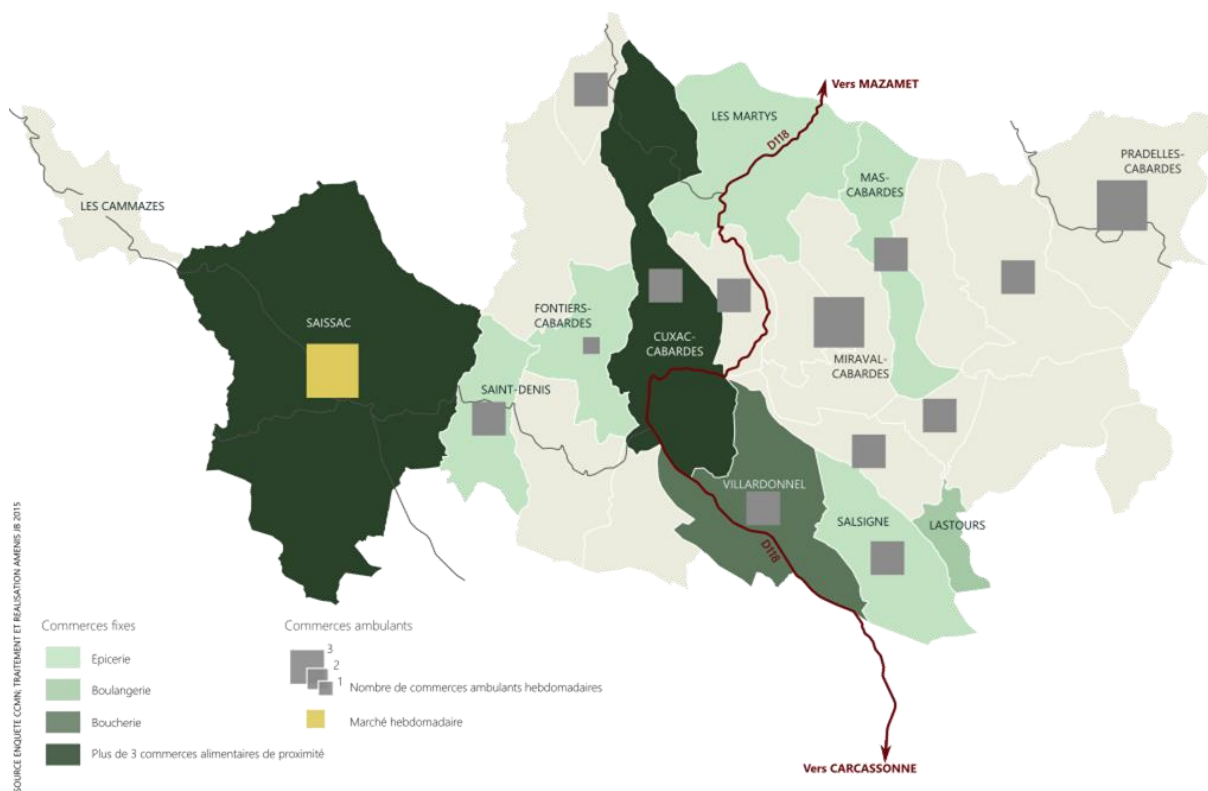 Vers MAZAMET
LES MARTYS
D118
PRADELLES-
CABARDES
MAS-
CABARDES
LES CAMMAZES
SAISSAC
FONTIERS-
CABARDES
CUXAC-
CABARDES
MIRAVAL-
CABARDES
SAINT-DENIS
VILLARDONNEL
SALSIGNE
LASTOURS
D118
Vers CARCASSONNE
SOURCE ENQUETE CCMN; TRAITEMENT ET REALISATION AMENIS JB 2015
Commerces fixes
Epicerie
Boulangerie
Boucherie
Plus de 3 commerces alimentaires de proximité
Commerces ambulants
3
2
1
Nombre de commerces ambulants hebdomadaires
Marché hebdomadaire